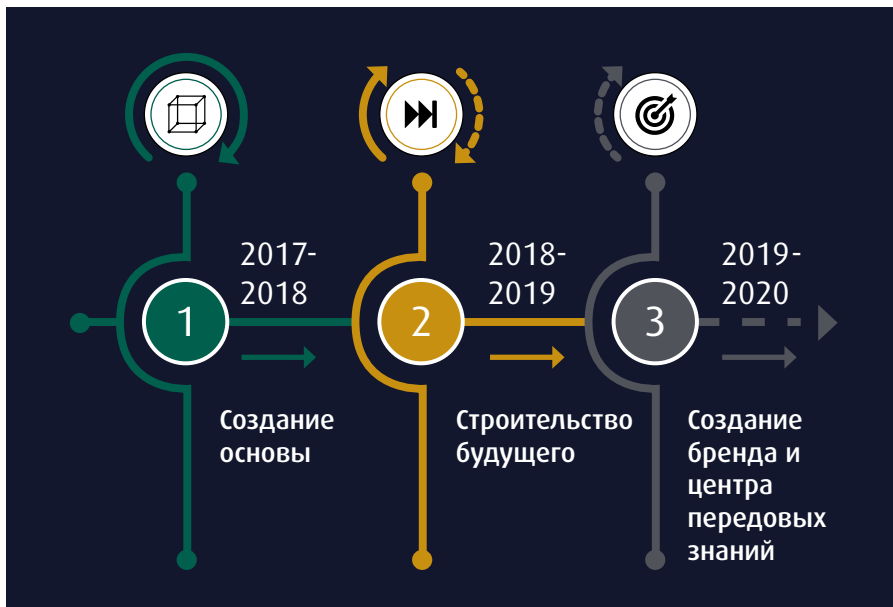 2017-
2018
1
Создание
основы
2018-
2019
2
Строительство
будущего
2019-
2020
3
Создание
бренда и
центра
передовых
знаний